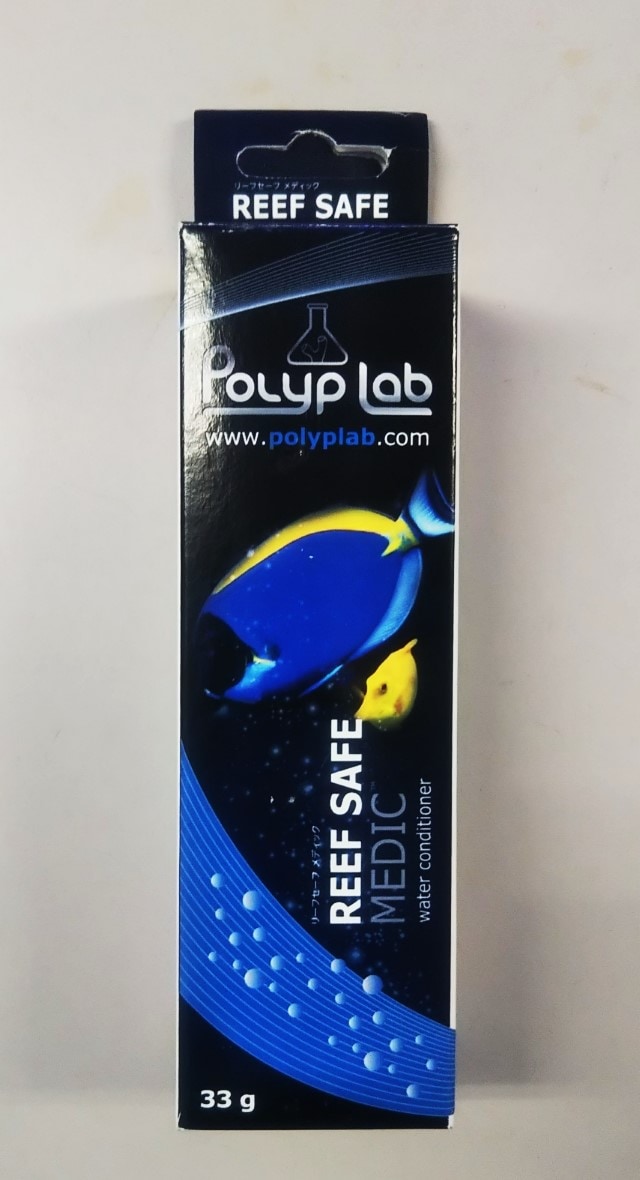 リーフセーフ メディック
REEF SAFE
Polyp Lab
www.polyplab.com
リーフセーフ メディック
REEF SAFE
MEDIC™
water conditioner
33 g